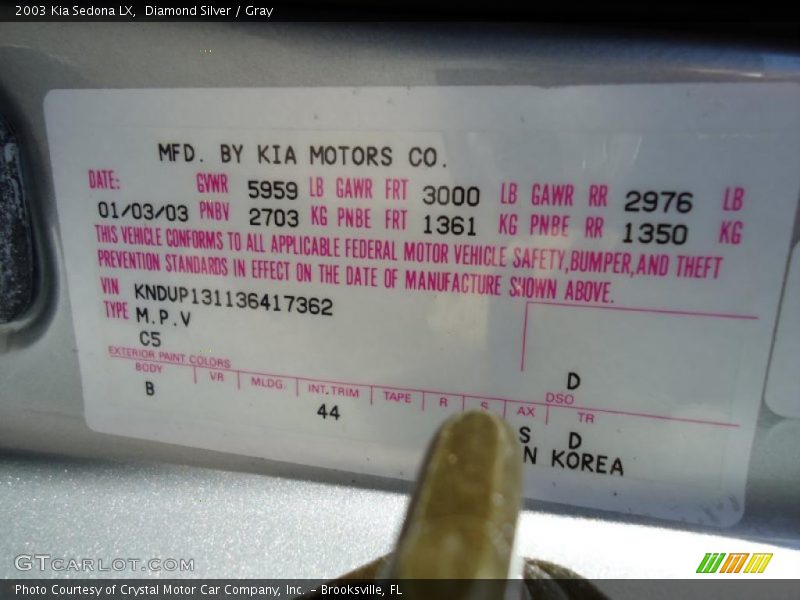 2003 Kia Sedona LX, Diamond Silver / Gray
MFD. BY KIA MOTORS CO.
DATE: GVWR 5959 LB GAWR FRT 3000 LB GAWR RR 2976 LB
01/03/03 PNBV 2703 KG PNBE FRT 1361 KG PNBE RR 1350 KG
THIS VEHICLE CONFORMS TO ALL APPLICABLE FEDERAL MOTOR VEHICLE SAFETY,BUMPER,AND THEFT
PREVENTION STANDARDS IN EFFECT ON THE DATE OF MANUFACTURE SHOWN ABOVE.
VIN KNDUP131136417362
TYPE M.P.V
C5
EXTERIOR PAINT COLORS
BODY VR MLDG. INT.TRIM TAPE R S AX TR
D
DSO
B 44 S D
N KOREA
GTCARLOT.COM
Photo Courtesy of Crystal Motor Car Company, Inc. - Brooksville, FL